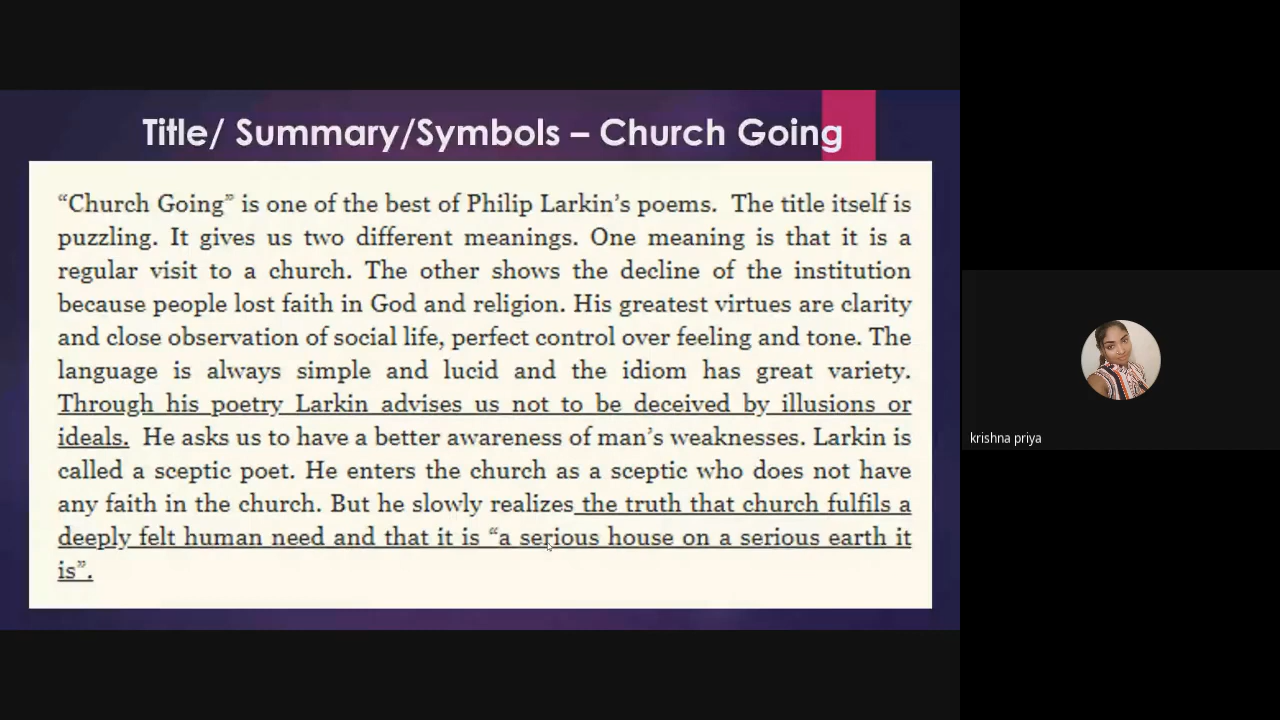 Title/ Summary/Symbols – Church Going
“Church Going” is one of the best of Philip Larkin’s poems. The title itself is
puzzling. It gives us two different meanings. One meaning is that it is a
regular visit to a church. The other shows the decline of the institution
because people lost faith in God and religion. His greatest virtues are clarity
and close observation of social life, perfect control over feeling and tone. The
language is always simple and lucid and the idiom has great variety.
Through his poetry Larkin advises us not to be deceived by illusions or
ideals. He asks us to have a better awareness of man’s weaknesses. Larkin is
called a sceptic poet. He enters the church as a sceptic who does not have
any faith in the church. But he slowly realizes the truth that church fulfils a
deeply felt human need and that it is “a serious house on a serious earth it
is”.
krishna priya